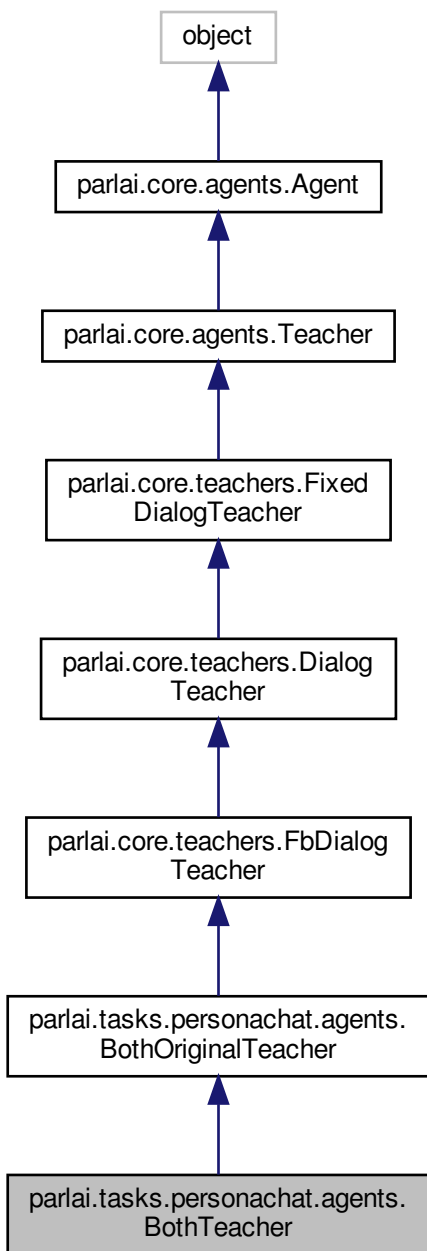 object
parlai.core.agents.Agent
parlai.core.agents.Teacher
parlai.core.teachers.Fixed
DialogTeacher
parlai.core.teachers.Dialog
Teacher
parlai.core.teachers.FbDialog
Teacher
parlai.tasks.personachat.agents.
BothOriginalTeacher
parlai.tasks.personachat.agents.
BothTeacher